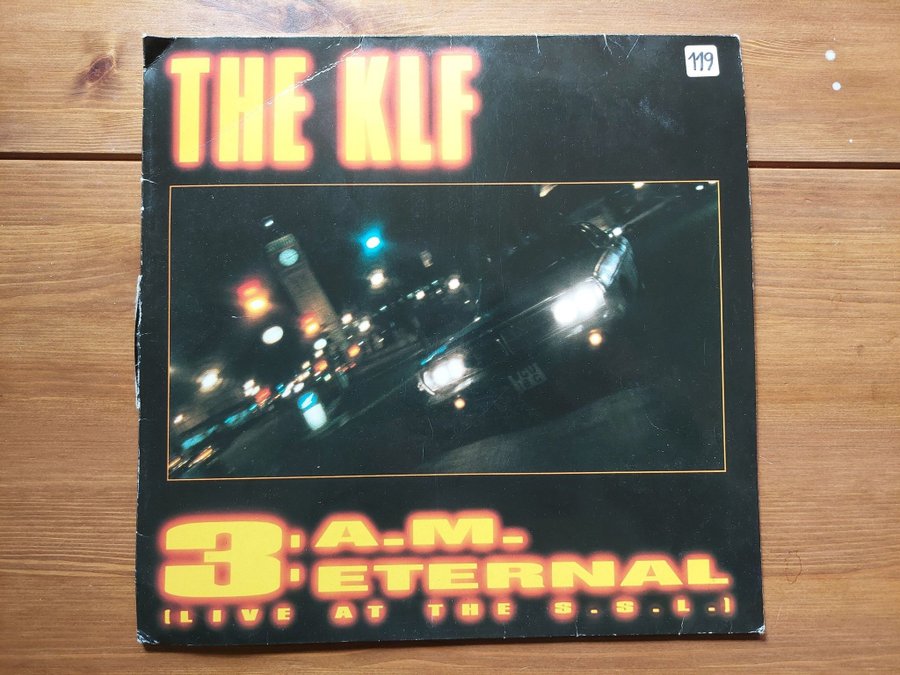 THE KLF
119
3:A.M.
ETERNAL
(LIVE AT THE S.S.L.)